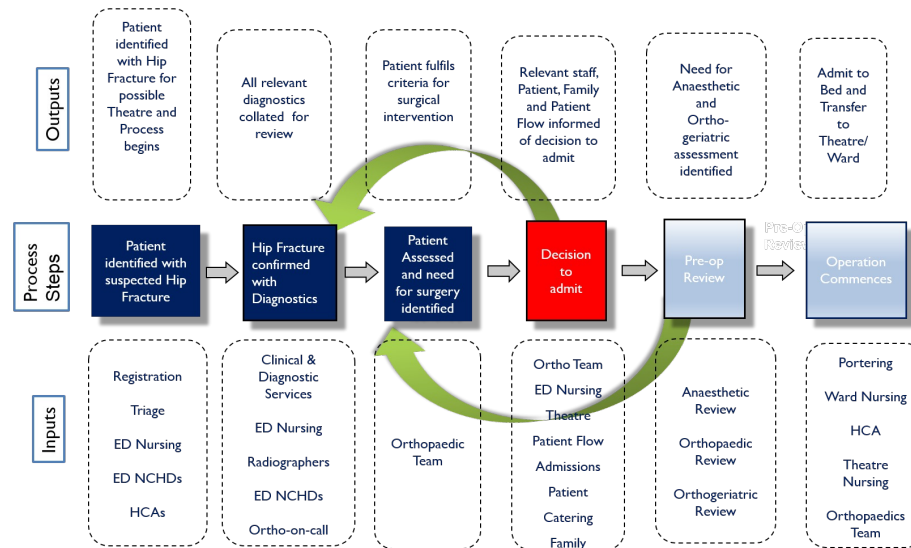 Outputs
Patient
identified
with Hip
Fracture for
possible
Theatre and
Process
begins
All relevant
diagnostics
collated for
review
Patient fulfils
criteria for
surgical
intervention
Relevant staff,
Patient, Family
and Patient
Flow informed
of decision to
admit
Need for
Anaesthetic
and
Ortho-
geriatric
assessment
identified
Admit to
Bed and
Transfer
to
Theatre/
Ward
Process
Steps
Patient
identified with
suspected Hip
Fracture
Hip Fracture
confirmed
with
Diagnostics
Patient
Assessed
and need
for surgery
identified
Decision
to
admit
Pre-op
Review
Operation
Commences
Inputs
Registration
Triage
ED Nursing
ED NCHDs
HCAs
Clinical &
Diagnostic
Services
ED Nursing
Radiographers
ED NCHDs
Ortho-on-call
Orthopaedic
Team
Ortho Team
ED Nursing
Theatre
Patient Flow
Admissions
Patient
Catering
Family
Anaesthetic
Review
Orthopaedic
Review
Orthogeriatric
Review
Portering
Ward Nursing
HCA
Theatre
Nursing
Orthopaedics
Team